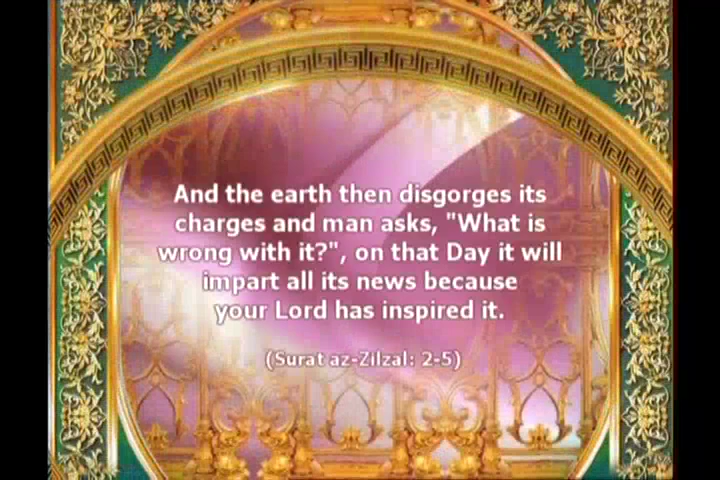 And the earth then disgorges its
charges and man asks, "What is
wrong with it?", on that Day it will
impart all its news because
your Lord has inspired it.
(Surat az-Zilzal: 2-5)